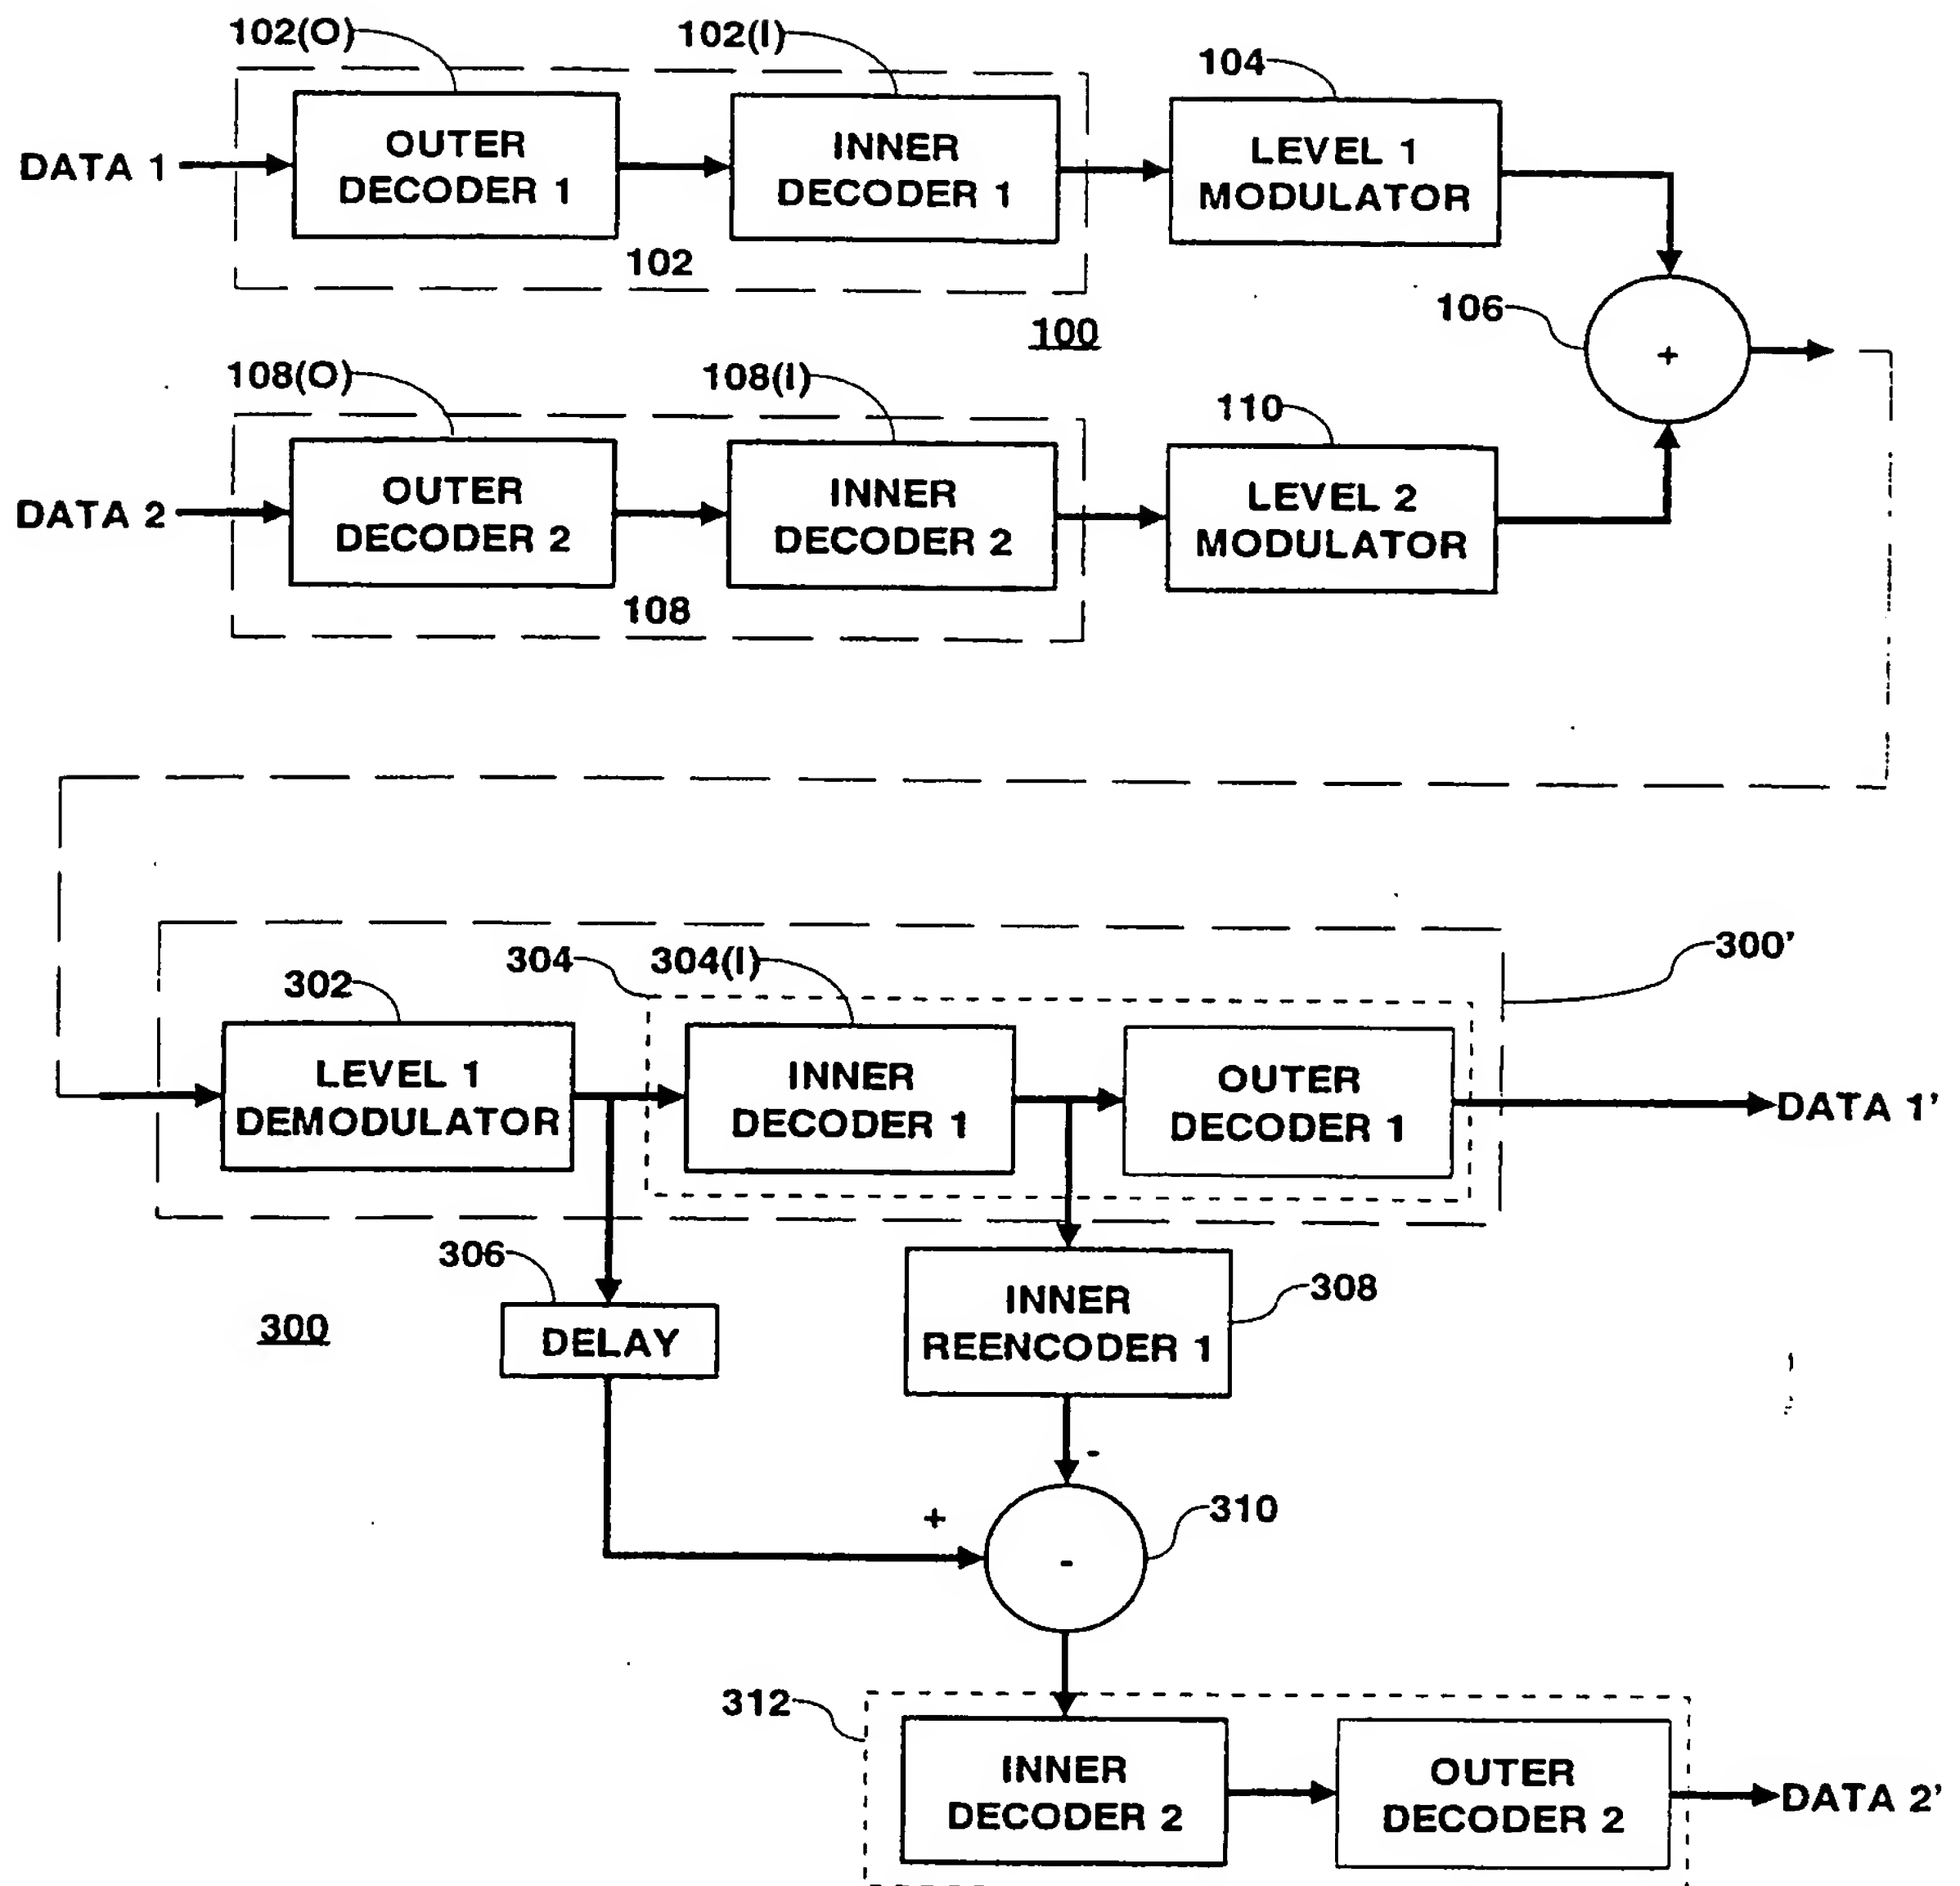 102(O)
102(I)
104
DATA 1
OUTER
DECODER 1
INNER
DECODER 1
LEVEL 1
MODULATOR
102
100
106
+
108(O)
108(I)
110
DATA 2
OUTER
DECODER 2
INNER
DECODER 2
LEVEL 2
MODULATOR
108
300'
304
304(I)
302
LEVEL 1
DEMODULATOR
INNER
DECODER 1
OUTER
DECODER 1
DATA 1'
306
300
DELAY
INNER
REENCODER 1
308
-
+
-
310
312
INNER
DECODER 2
OUTER
DECODER 2
DATA 2'